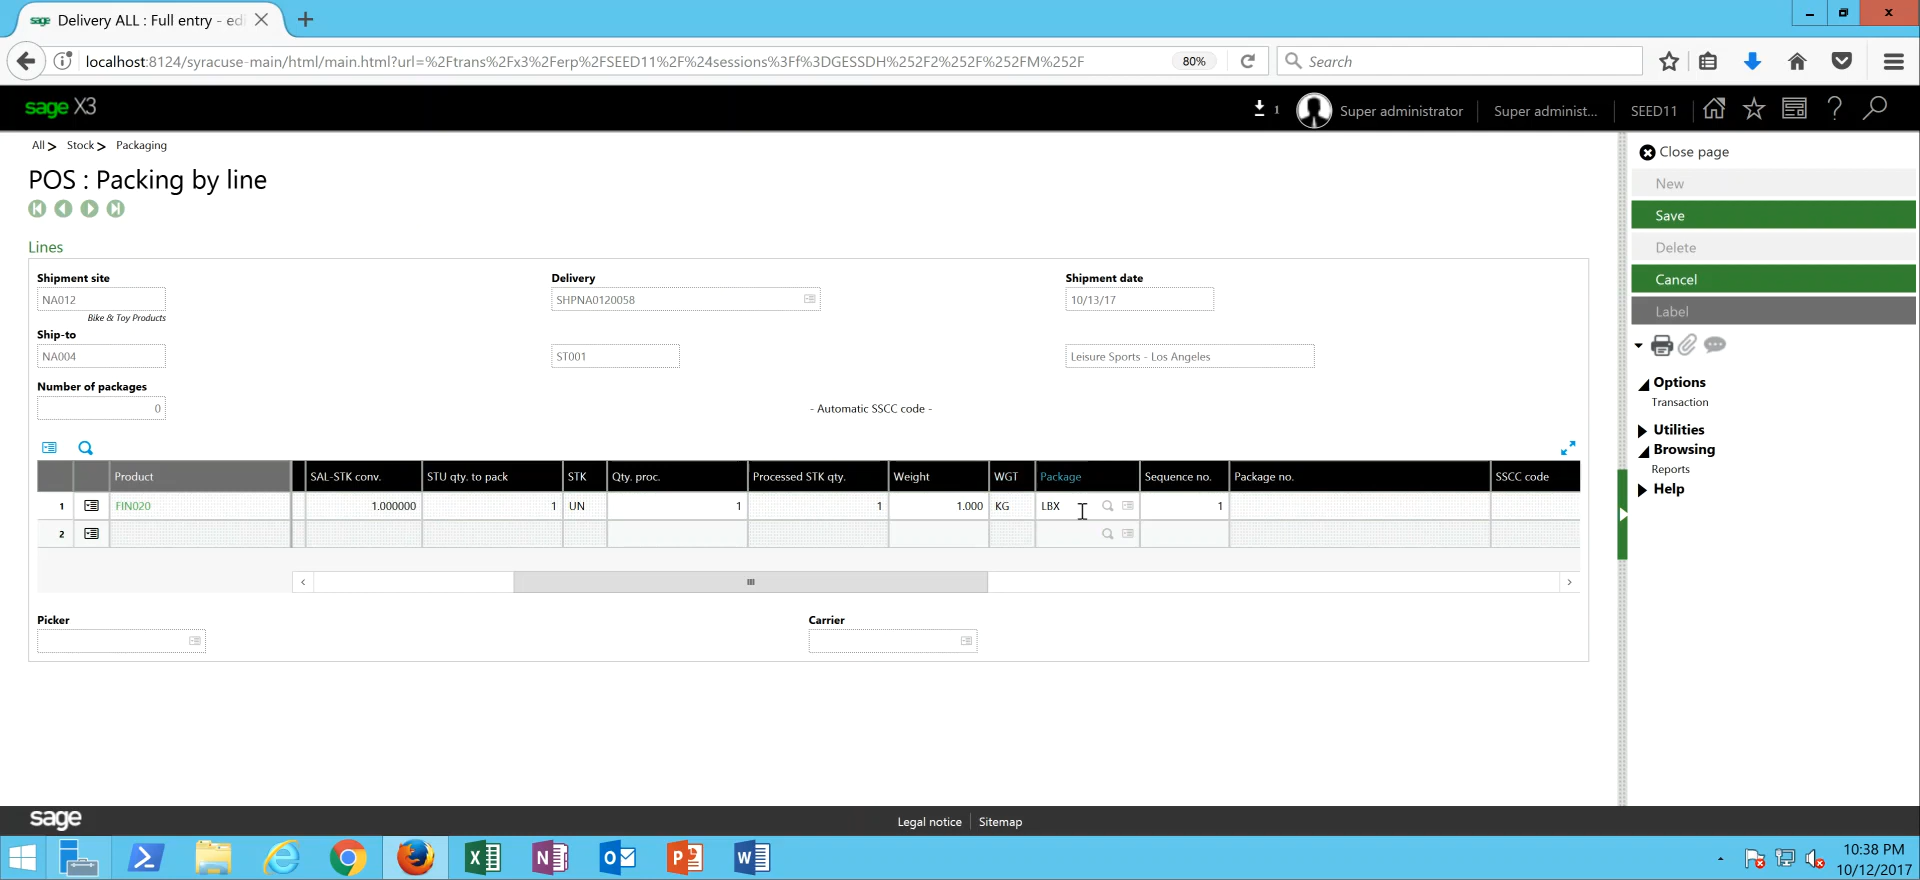 sage Delivery ALL : Full entry - edi
localhost:8124/syracuse-main/html/main.html?url=%2Ftrans%2Fx3%2Ferp%2FSEED11%2F%24sessions%3Ff%3DGESSDH%252F2%252F%252FM%252F
80%
Search
sage X3
1
Super administrator
Super administ...
SEED11
All > Stock > Packaging
POS : Packing by line
Lines
Shipment site
Delivery
Shipment date
NA012
SHPNA0120058
10/13/17
Bike & Toy Products
Ship-to
NA004
ST001
Leisure Sports - Los Angeles
Number of packages
0
- Automatic SSCC code -
Product SAL-STK conv. STU qty. to pack STK Qty. proc. Processed STK qty. Weight WGT Package Sequence no. Package no. SSCC code
1 FIN020 1.000000 1 UN 1 1 1.000 KG LBX 1
2
Picker
Carrier
Close page
New
Save
Delete
Cancel
Label
Options
Transaction
Utilities
Browsing
Reports
Help
sage
Legal notice
Sitemap
10:38 PM
10/12/2017